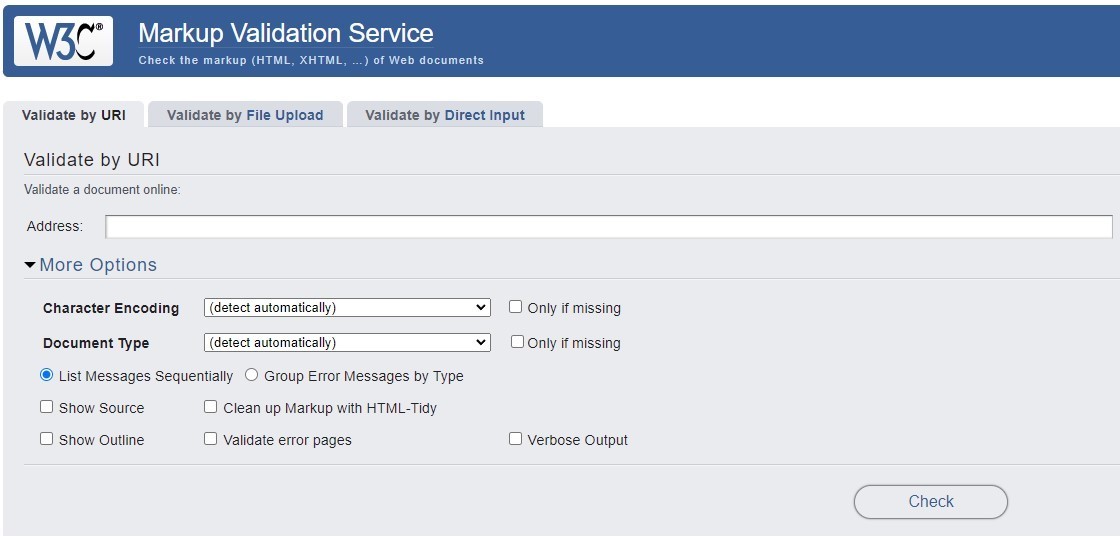 W3C®
Markup Validation Service
Check the markup (HTML, XHTML, ...) of Web documents
Validate by URI Validate by File Upload Validate by Direct Input
Validate by URI
Validate a document online:
Address:
More Options
Character Encoding (detect automatically) Only if missing
Document Type (detect automatically) Only if missing
List Messages Sequentially Group Error Messages by Type
Show Source Clean up Markup with HTML-Tidy
Show Outline Validate error pages Verbose Output
Check